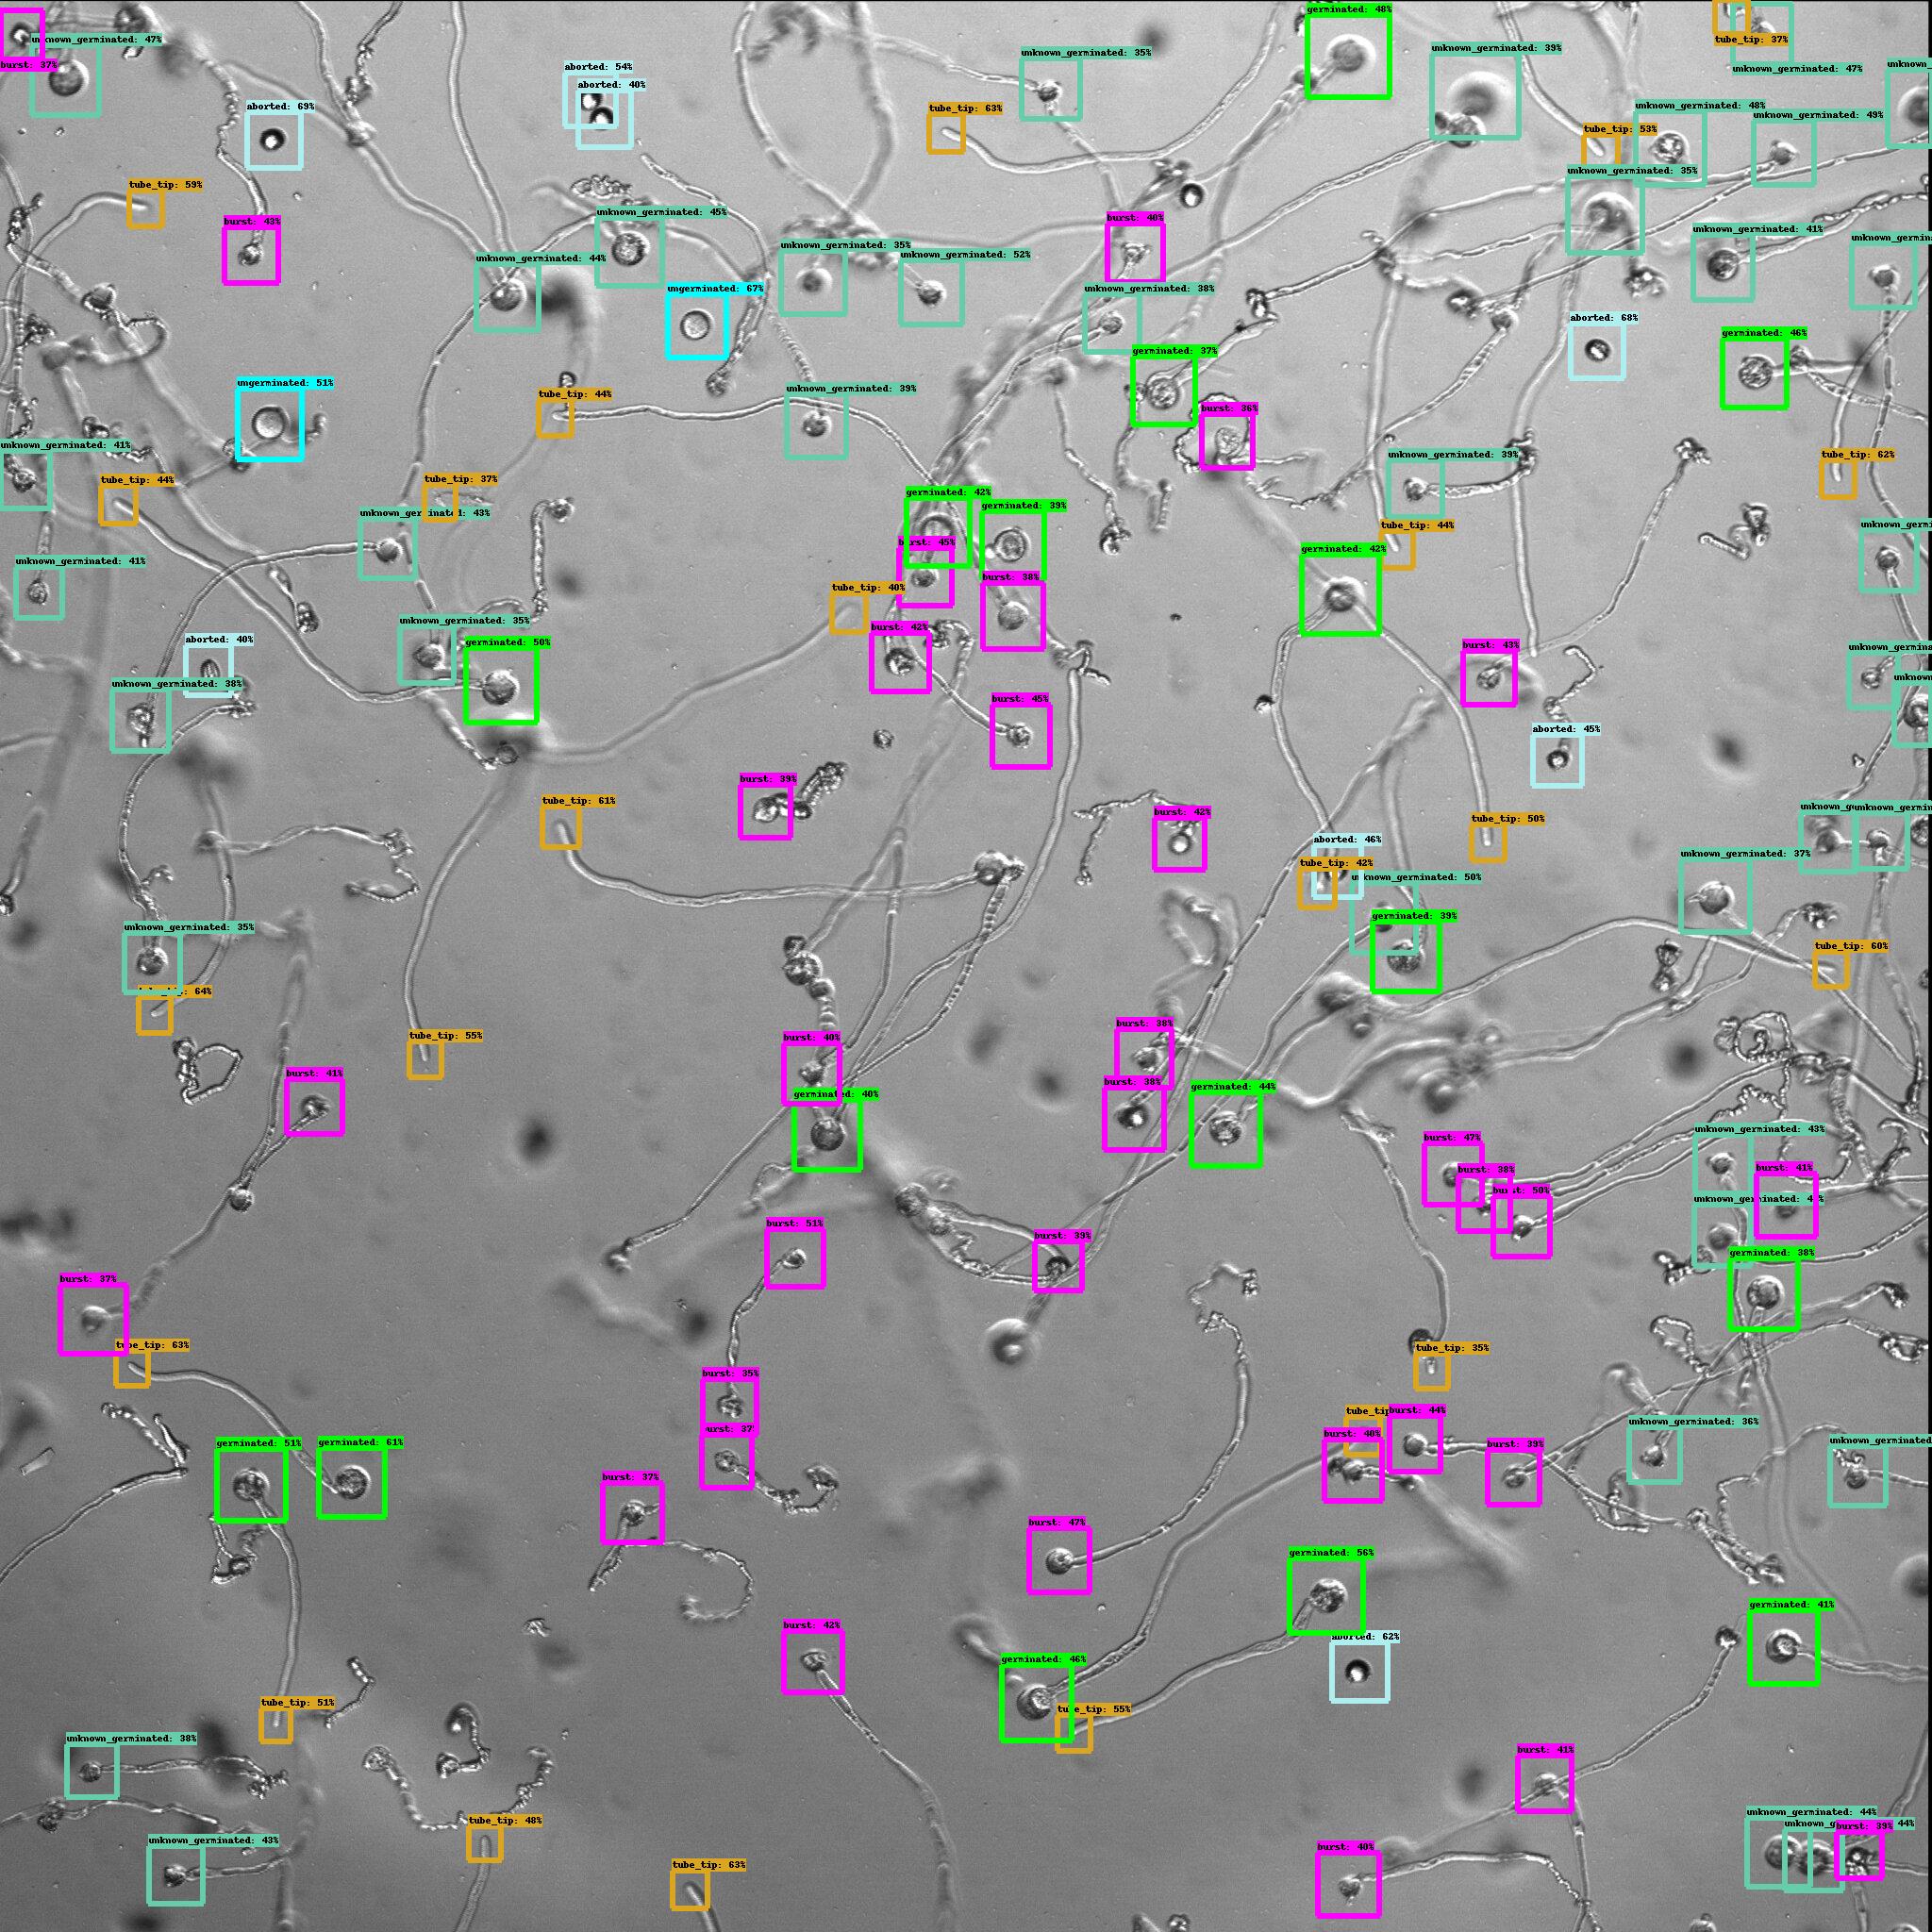 germinated: 48%
tube_tip: 37%
unknown_germinated: 47%
burst: 37%
unknown_germinated: 39%
unknown_germinated: 35%
aborted: 54%
unknown_germinated: 47%
unknown_
aborted: 40%
aborted: 69%
tube_tip: 63%
unknown_germinated: 48%
unknown_germinated: 49%
tube_tip: 53%
unknown_germinated: 35%
tube_tip: 59%
unknown_germinated: 45%
burst: 43%
burst: 40%
unknown_germinated: 41%
unknown_germin
unknown_germinated: 35%
unknown_germinated: 44%
unknown_germinated: 52%
ungerminated: 67%
unknown_germinated: 38%
aborted: 68%
germinated: 46%
germinated: 37%
ungerminated: 51%
unknown_germinated: 39%
tube_tip: 44%
burst: 36%
unknown_germinated: 41%
unknown_germinated: 39%
tube_tip: 62%
tube_tip: 44%
tube_tip: 37%
germinated: 42%
germinated: 39%
tube_tip: 44%
burst: 45%
germinated: 42%
unknown_germinated: 41%
burst: 38%
tube_tip: 40%
unknown_germinated: 35%
burst: 42%
aborted: 40%
germinated: 50%
burst: 43%
unknown_germinated: 38%
burst: 45%
aborted: 45%
burst: 39%
tube_tip: 61%
burst: 42%
tube_tip: 50%
aborted: 46%
unknown_germinated: 37%
tube_tip: 42%
unknown_germinated: 50%
germinated: 39%
unknown_germinated: 35%
tube_tip: 60%
burst: 38%
tube_tip: 55%
burst: 40%
burst: 41%
burst: 38%
germinated: 44%
germinated: 40%
unknown_germinated: 43%
burst: 47%
burst: 41%
burst: 38%
burst: 50%
burst: 51%
burst: 39%
germinated: 38%
burst: 37%
tube_tip: 63%
tube_tip: 35%
burst: 35%
burst: 44%
unknown_germinated: 36%
burst: 37
burst: 40%
germinated: 51%
germinated: 61%
burst: 39%
unknown_germinated
burst: 37%
burst: 47%
germinated: 56%
germinated: 41%
burst: 42%
aborted: 62%
germinated: 46%
tube_tip: 51%
tube_tip: 55%
unknown_germinated: 38%
burst: 41%
unknown_germinated: 44%
tube_tip: 48%
burst: 39%
44%
unknown_germinated: 43%
burst: 40%
tube_tip: 63%